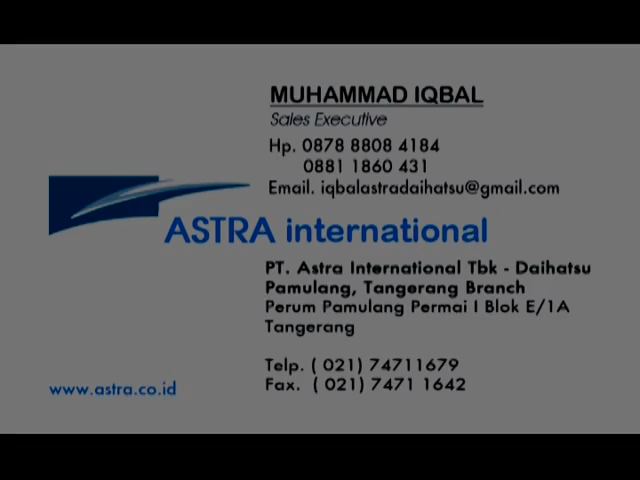 MUHAMMAD IQBAL
Sales Executive
Hp. 0878 8808 4184
0881 1860 431
Email. iqbalastradaihatsu@gmail.com
ASTRA international
PT. Astra International Tbk - Daihatsu
Pamulang, Tangerang Branch
Perum Pamulang Permai I Blok E/1A
Tangerang
Telp. ( 021) 74711679
Fax. ( 021) 7471 1642
www.astra.co.id